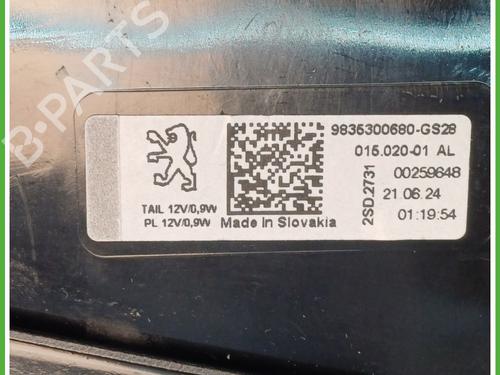 B-PARTS
9835300680-GS28
015.020-01 AL
2SD.2731
00259648
21 06 24
01:19:54
TAIL 12V/0,9W
PL 12V/0,9W
Made in Slovakia